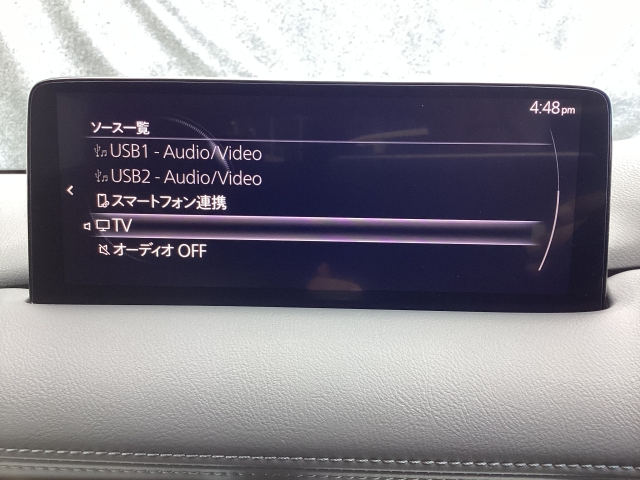 4:48pm
ソース一覧
USB1 - Audio/Video
USB2 - Audio/Video
スマートフォン連携
TV
オーディオ OFF